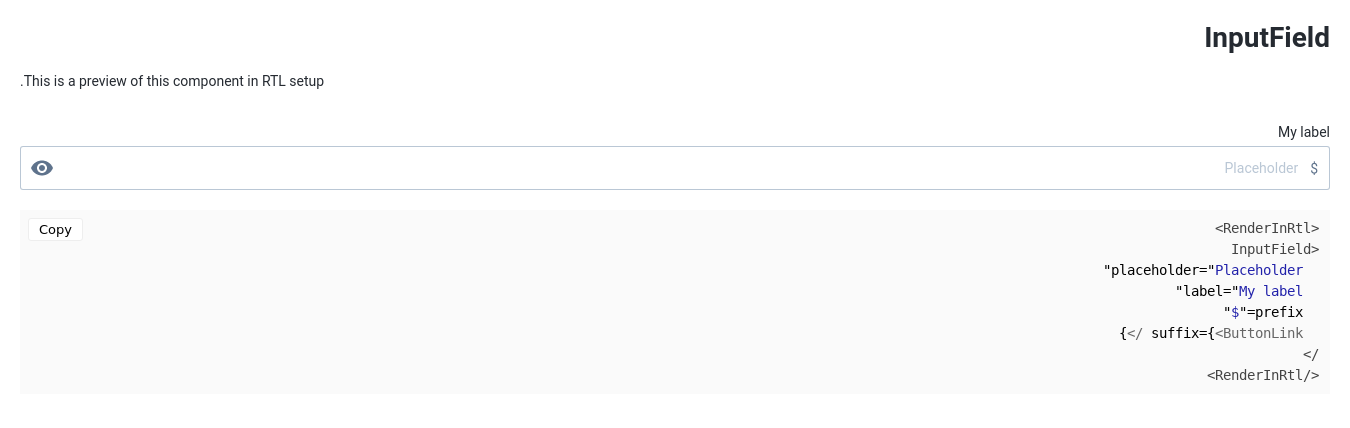 InputField
.This is a preview of this component in RTL setup
My label
Placeholder $
Copy
<RenderInRtl>
InputField>
"placeholder="Placeholder
"label="My label
"$"=prefix
{</ suffix={<ButtonLink
</
<RenderInRtl/>